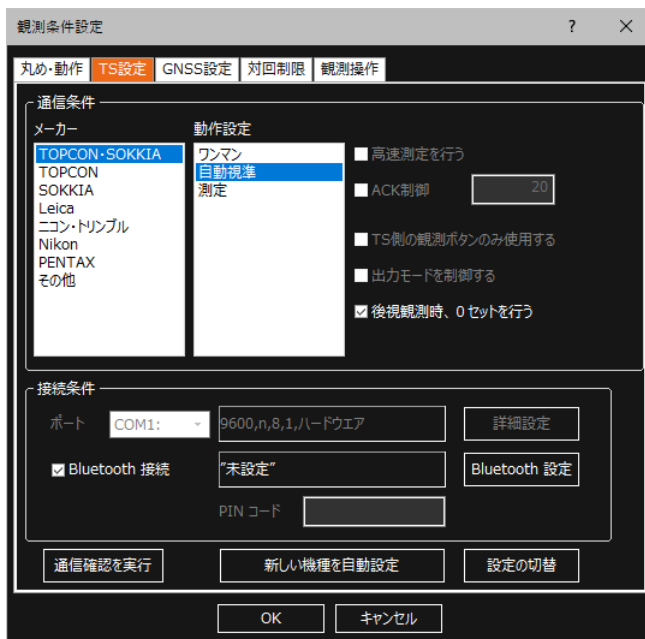 観測条件設定
?
丸め・動作 TS設定 GNSS設定 対回制限 観測操作
通信条件
メーカー
TOPCON・SOKKIA
TOPCON
SOKKIA
Leica
ニコン・トリンブル
Nikon
PENTAX
その他
動作設定
ワンマン
自動視準
測定
高速測定を行う
ACK制御 20
TS側の観測ボタンのみ使用する
出力モードを制御する
後視観測時、0 セットを行う
接続条件
ポート COM1: 9600,n,8,1,ハードウエア 詳細設定
Bluetooth 接続 "未設定" Bluetooth 設定
PIN コード
通信確認を実行 新しい機種を自動設定 設定の切替
OK キャンセル